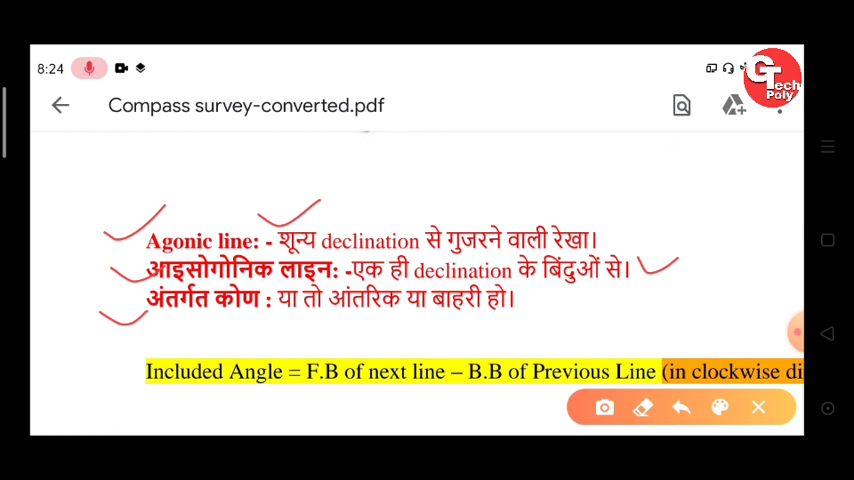 8:24
G Tech Poly
Compass survey-converted.pdf
Agonic line: - शून्य declination से गुजरने वाली रेखा।
आइसोगोनिक लाइन: -एक ही declination के बिंदुओं से।
अंतर्गत कोण : या तो आंतरिक या बाहरी हो।
Included Angle = F.B of next line – B.B of Previous Line (in clockwise di